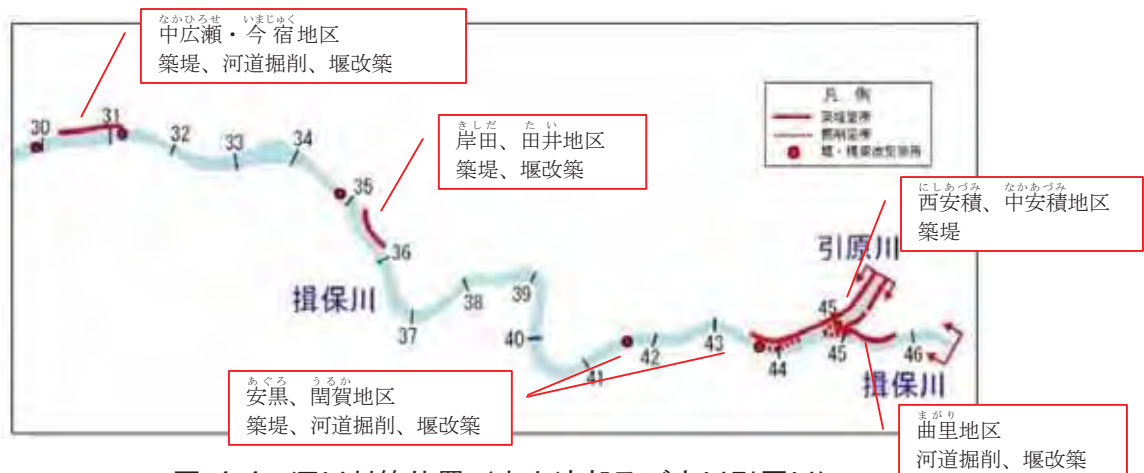 なかひろせ いまじゅく
中広瀬・今宿地区
築堤、河道掘削、堰改築
30
31
32
33
34
35
36
37
38
39
40
41
42
43
44
45
45
46
きしだ たい
岸田、田井地区
築堤、堰改築
凡例
にしあづみ なかあづみ
西安積、中安積地区
築堤
引原川
揖保川
揖保川
あぐろ うるか
安黒、閏賀地区
築堤、河道掘削、堰改築
まがり
曲里地区
河道掘削、堰改築